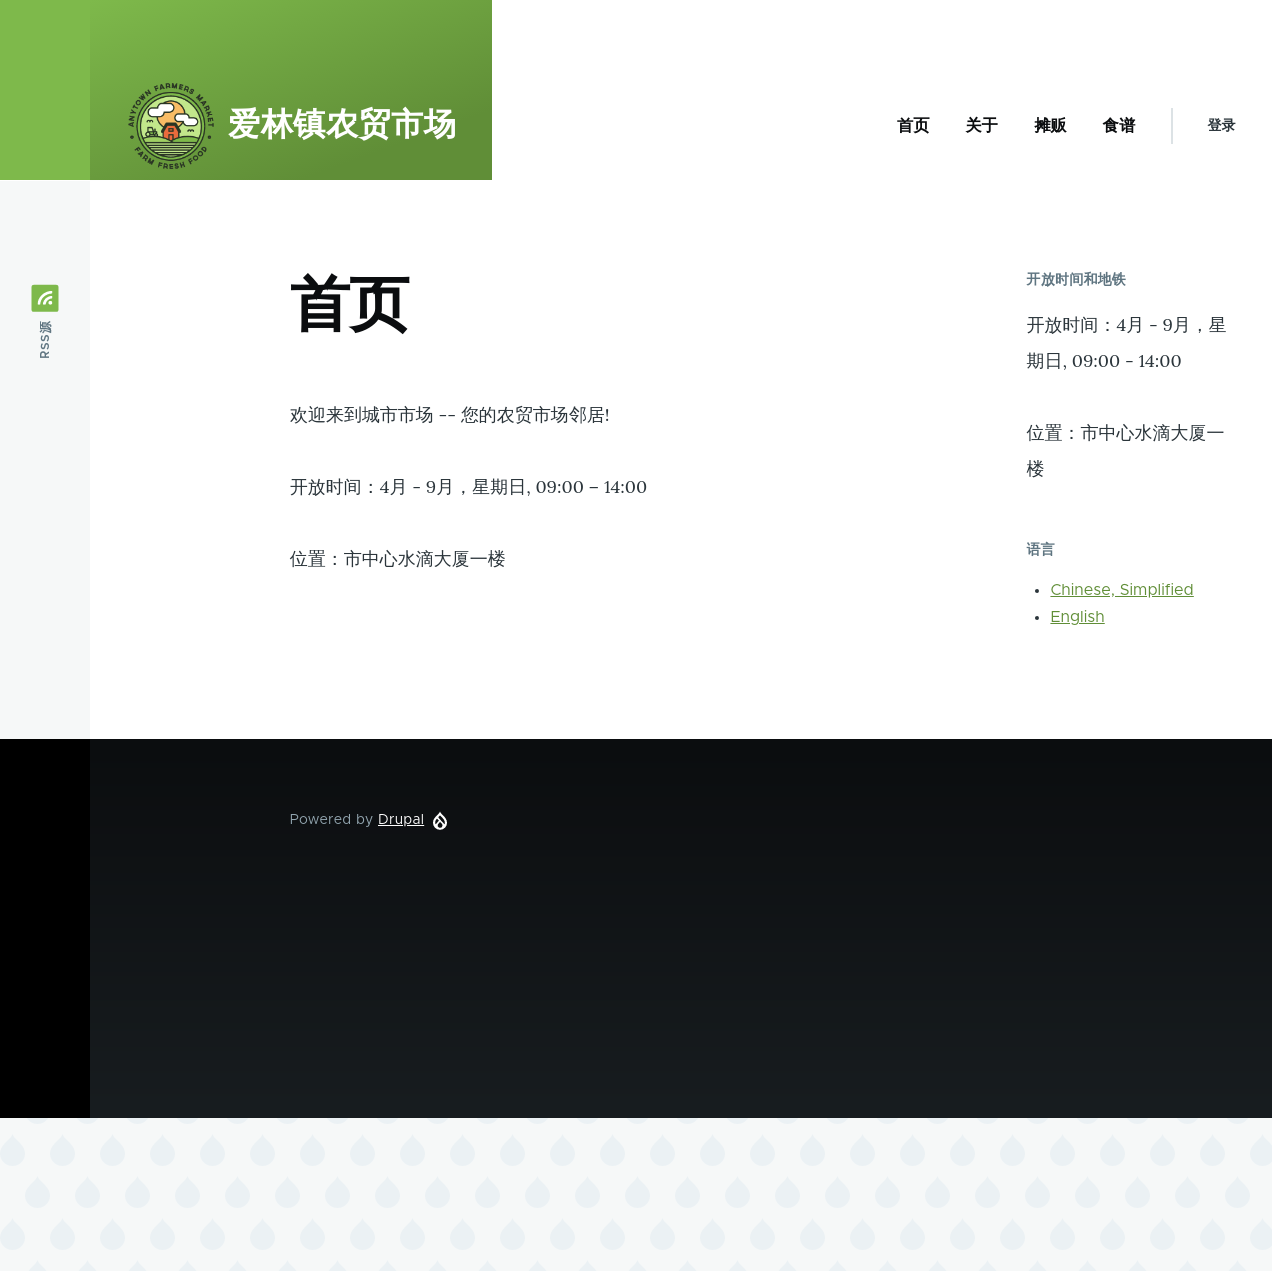 ANYTOWN FARMERS MARKET
FARM FRESH FOOD
爱林镇农贸市场
首页
关于
摊贩
食谱
登录
RSS源
首页
欢迎来到城市市场 -- 您的农贸市场邻居!
开放时间：4月 - 9月，星期日, 09:00 – 14:00
位置：市中心水滴大厦一楼
开放时间和地铁
开放时间：4月 - 9月，星
期日, 09:00 - 14:00
位置：市中心水滴大厦一
楼
语言
Chinese, Simplified
English
Powered by Drupal